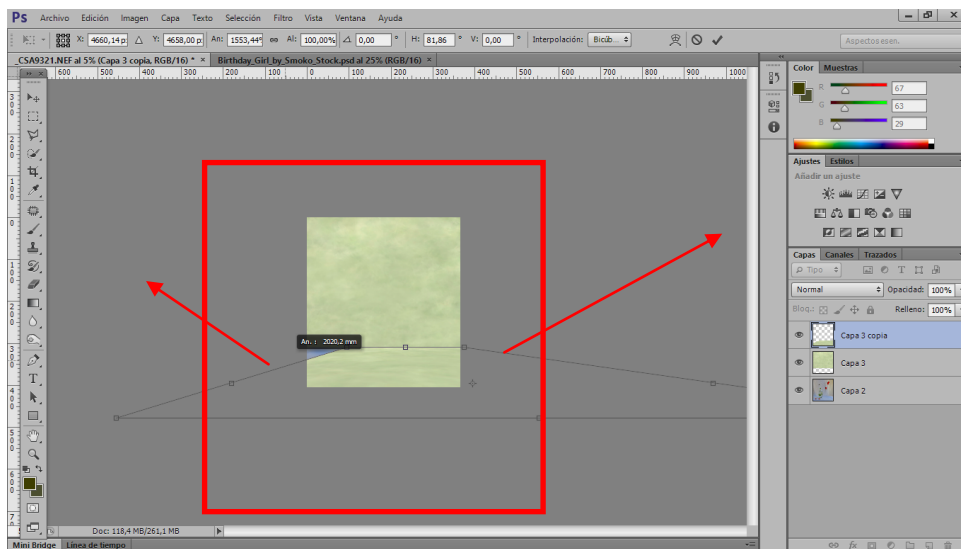 Ps Archivo Edición Imagen Capa Texto Selección Filtro Vista Ventana Ayuda
X: 4660,14 p: Y: 4658,00 p: An: 1553,44% Al: 100,00% 0,00 ° H: 81,86 ° V: 0,00 ° Interpolación: Bicúb... Aspectos esen.
_CSA9321.NEF al 5% (Capa 3 copia, RGB/16) * × Birthday_Girl_by_Smoko_Stock.psd al 25% (RGB/16) ×
600 500 400 300 200 100 0 100 200 300 400 500 600 700 800 900 1000
Color Muestras
R 67
G 63
B 29
Ajustes Estilos
Añadir un ajuste
Capas Canales Trazados
Tipo
Normal Opacidad: 100%
Bloq.: Relleno: 100%
Capa 3 copia
An. : 2020,2 mm
Capa 3
Capa 2
Doc: 118,4 MB/261,1 MB
Mini Bridge Línea de tiempo